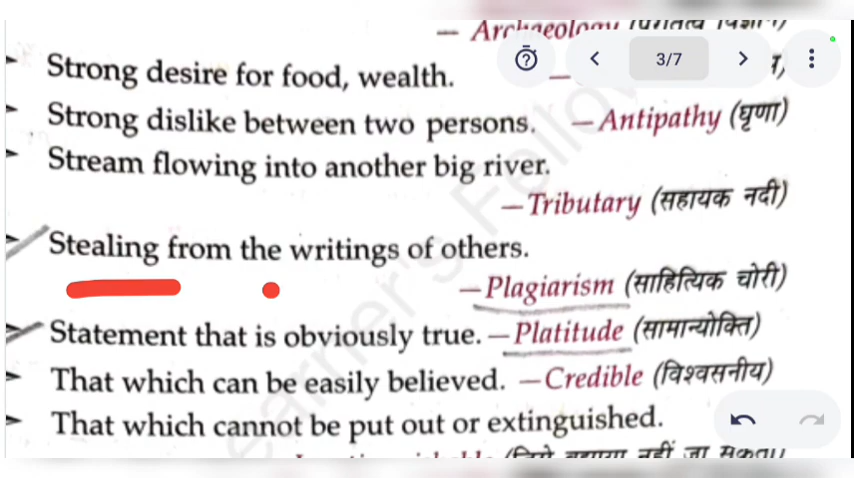 — Archaeology
3/7
Strong desire for food, wealth. —
Strong dislike between two persons. — Antipathy (घृणा)
Stream flowing into another big river.
— Tributary (सहायक नदी)
Stealing from the writings of others.
— Plagiarism (साहित्यिक चोरी)
Statement that is obviously true. — Platitude (सामान्योक्ति)
That which can be easily believed. — Credible (विश्वसनीय)
That which cannot be put out or extinguished.